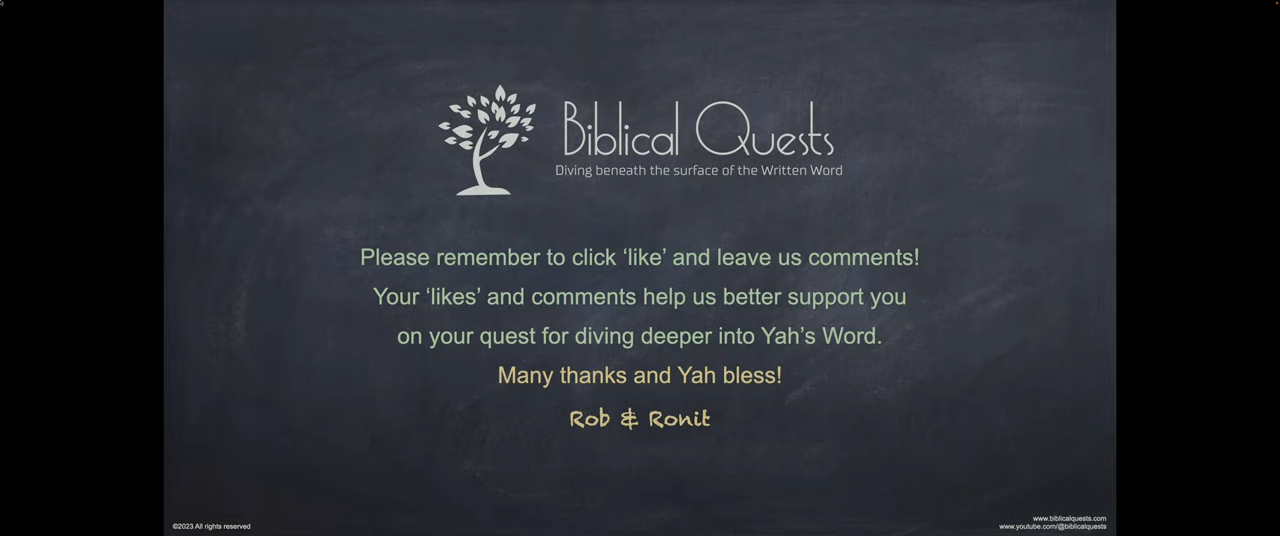 Biblical Quests
Diving beneath the surface of the Written Word
Please remember to click ‘like’ and leave us comments!
Your ‘likes’ and comments help us better support you
on your quest for diving deeper into Yah’s Word.
Many thanks and Yah bless!
Rob & Ronit
©2023 All rights reserved
www.biblicalquests.com
www.youtube.com/@biblicalquests